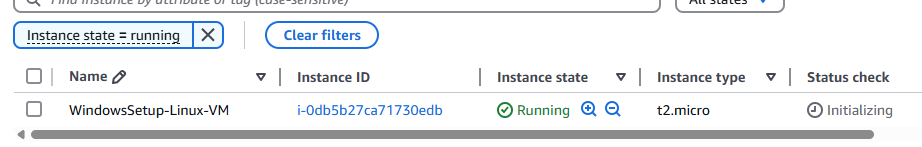 Find Instance by attribute or tag (case-sensitive)
All states
Instance state = running
Clear filters
Name Instance ID Instance state Instance type Status check
WindowsSetup-Linux-VM i-0db5b27ca71730edb Running t2.micro Initializing